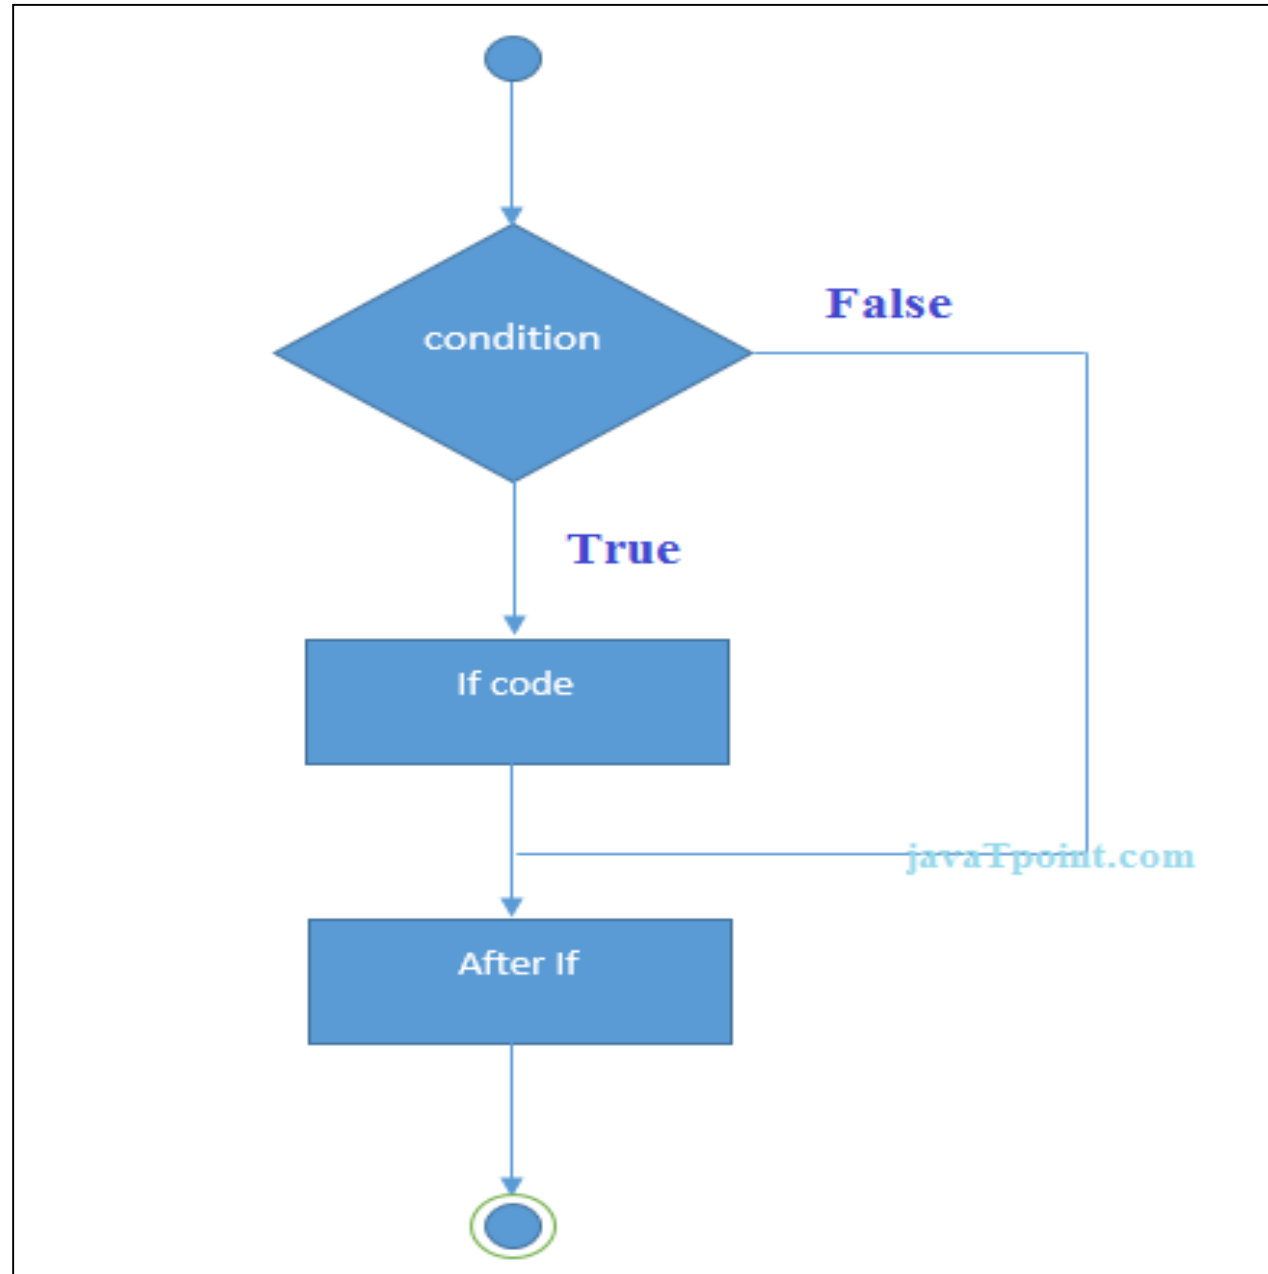 condition
False
True
If code
javaTpoint.com
After If